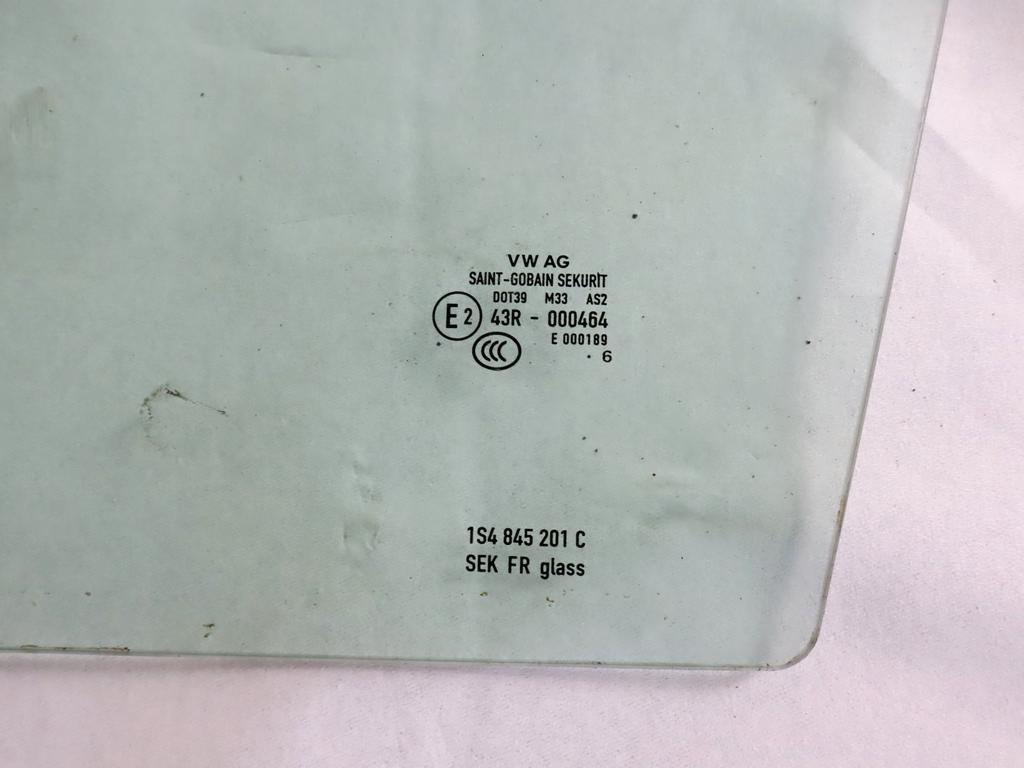 VW AG
SAINT-GOBAIN SEKURIT
DOT39 M33 AS2
E2 43R - 000464
E 000189
CCC . 6
1S4 845 201 C
SEK FR glass